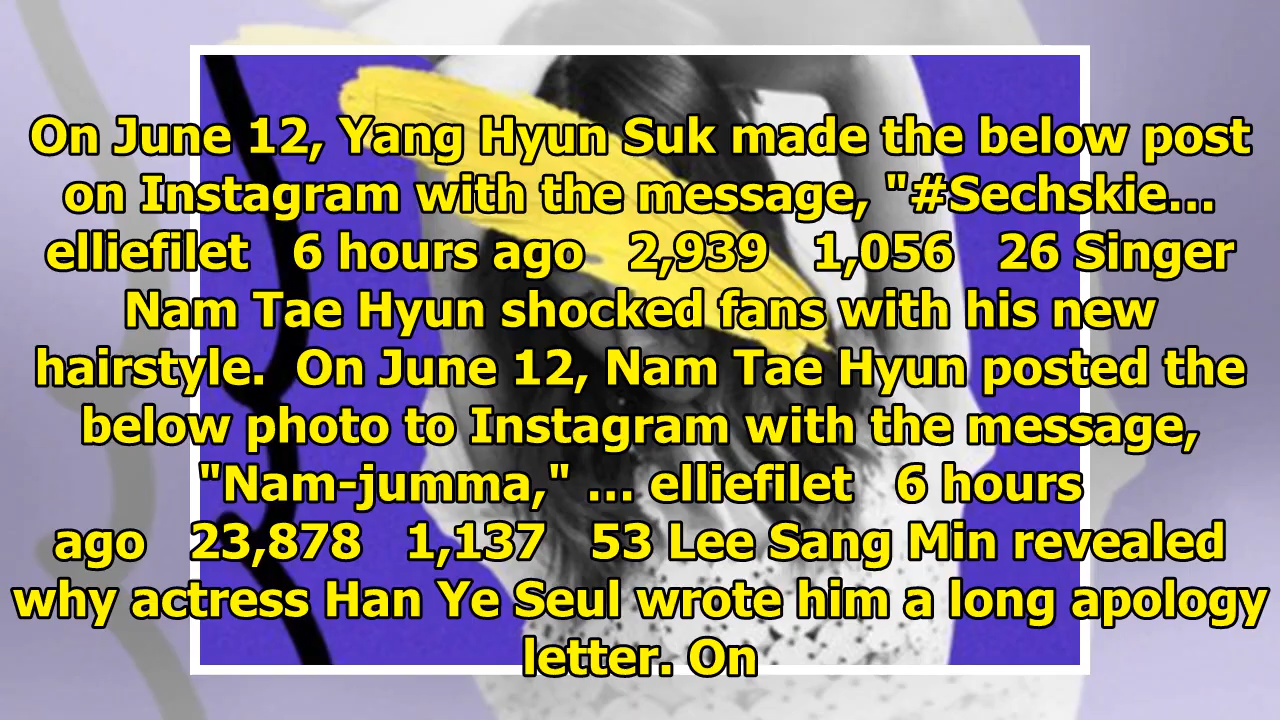 On June 12, Yang Hyun Suk made the below post
on Instagram with the message, "#Sechskie...
elliefilet 6 hours ago 2,939 1,056 26 Singer
Nam Tae Hyun shocked fans with his new
hairstyle. On June 12, Nam Tae Hyun posted the
below photo to Instagram with the message,
"Nam-jumma," ... elliefilet 6 hours
ago 23,878 1,137 53 Lee Sang Min revealed
why actress Han Ye Seul wrote him a long apology
letter. On